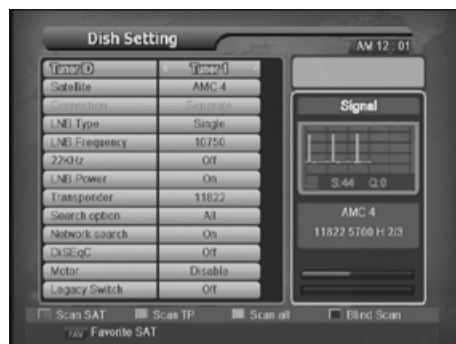 Dish Setting
AM 12 : 01
Tuner ID Tuner-1
Satellite AMC 4
Connection Separate
LNB Type Single
LNB Frequency 10750
22KHz Off
LNB Power On
Transponder 11822
Search option All
Network search On
DiSEqC Off
Motor Disable
Legacy Switch Off
Signal
S:44 Q:0
AMC 4
11822 5700 H 2/3
Scan SAT Scan TP Scan all Blind Scan
FAV Favorite SAT